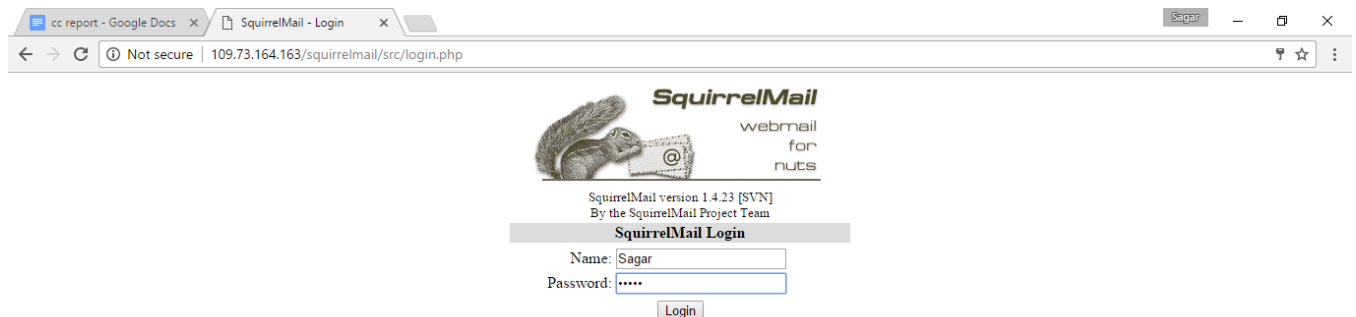 cc report - Google Docs
SquirrelMail - Login
Sagar
Not secure | 109.73.164.163/squirrelmail/src/login.php
SquirrelMail
webmail
for
nuts
@
SquirrelMail version 1.4.23 [SVN]
By the SquirrelMail Project Team
SquirrelMail Login
Name: Sagar
Password: •••••
Login